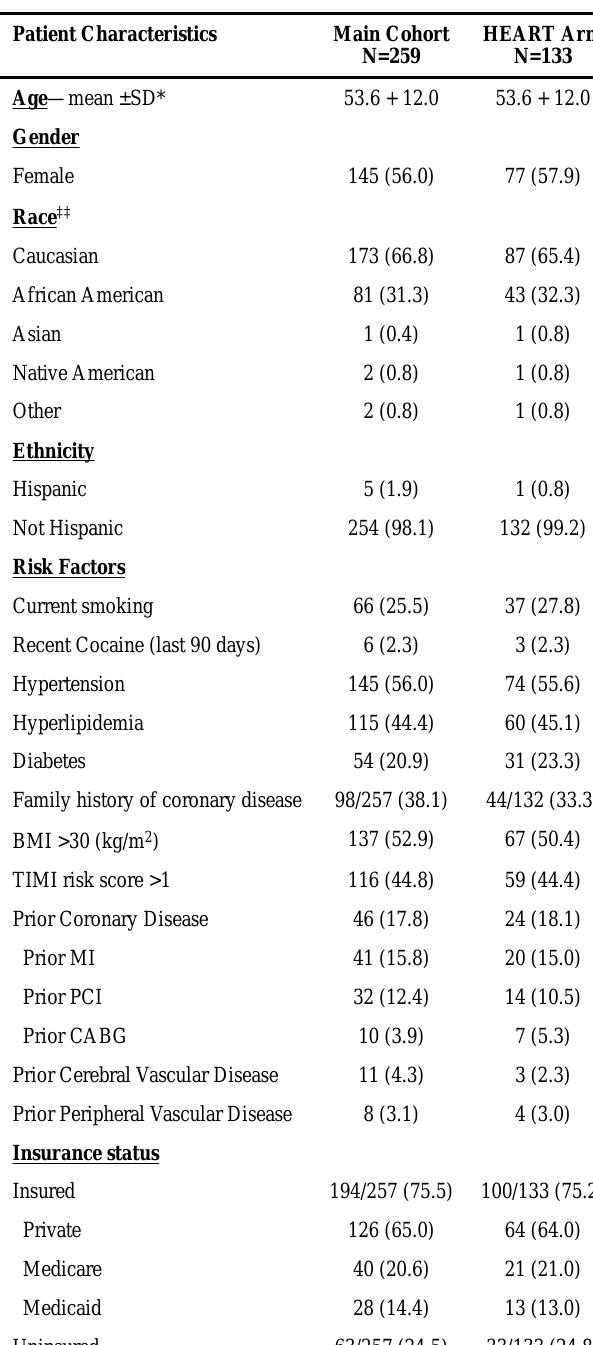 Patient Characteristics Main Cohort HEART Arm
N=259 N=133
Age— mean ±SD* 53.6 + 12.0 53.6 + 12.0
Gender
Female 145 (56.0) 77 (57.9)
Race‡‡
Caucasian 173 (66.8) 87 (65.4)
African American 81 (31.3) 43 (32.3)
Asian 1 (0.4) 1 (0.8)
Native American 2 (0.8) 1 (0.8)
Other 2 (0.8) 1 (0.8)
Ethnicity
Hispanic 5 (1.9) 1 (0.8)
Not Hispanic 254 (98.1) 132 (99.2)
Risk Factors
Current smoking 66 (25.5) 37 (27.8)
Recent Cocaine (last 90 days) 6 (2.3) 3 (2.3)
Hypertension 145 (56.0) 74 (55.6)
Hyperlipidemia 115 (44.4) 60 (45.1)
Diabetes 54 (20.9) 31 (23.3)
Family history of coronary disease 98/257 (38.1) 44/132 (33.3
BMI >30 (kg/m²) 137 (52.9) 67 (50.4)
TIMI risk score >1 116 (44.8) 59 (44.4)
Prior Coronary Disease 46 (17.8) 24 (18.1)
Prior MI 41 (15.8) 20 (15.0)
Prior PCI 32 (12.4) 14 (10.5)
Prior CABG 10 (3.9) 7 (5.3)
Prior Cerebral Vascular Disease 11 (4.3) 3 (2.3)
Prior Peripheral Vascular Disease 8 (3.1) 4 (3.0)
Insurance status
Insured 194/257 (75.5) 100/133 (75.2
Private 126 (65.0) 64 (64.0)
Medicare 40 (20.6) 21 (21.0)
Medicaid 28 (14.4) 13 (13.0)
Uninsured 63/257 (24.5) 33/133 (24.8